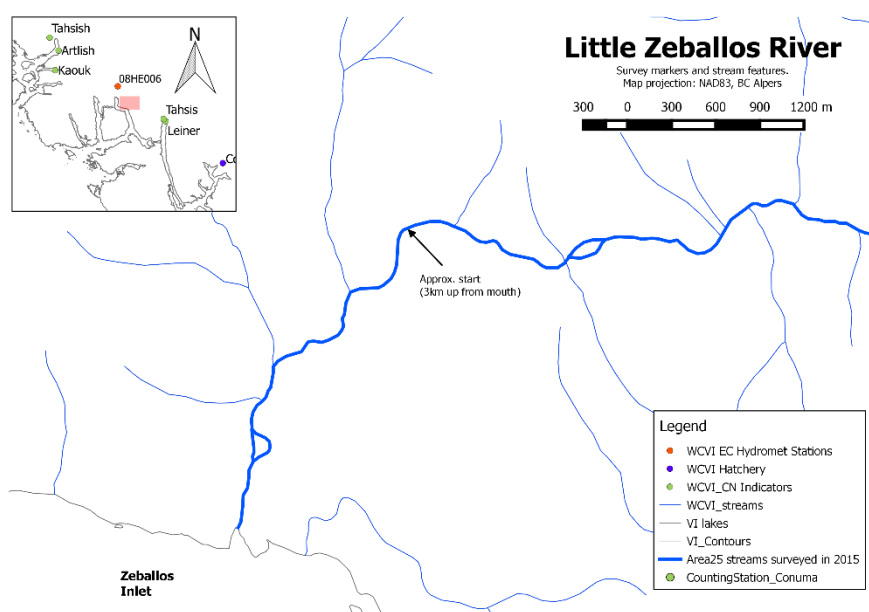 Tahsish
Artlish
Kaouk
08HE006
Tahsis
Leiner
Little Zeballos River
Survey markers and stream features.
Map projection: NAD83, BC Alpers
300 0 300 600 900 1200 m
Approx. start
(3km up from mouth)
Zeballos
Inlet
Legend
WCVI EC Hydromet Stations
WCVI Hatchery
WCVI_CN Indicators
WCVI_streams
VI lakes
VI_Contours
Area25 streams surveyed in 2015
CountingStation_Conuma